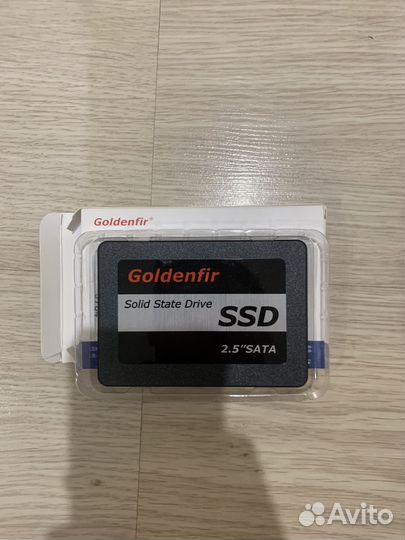 Goldenfir®
Goldenfir
Solid State Drive
SSD
2.5"SATA
Avito